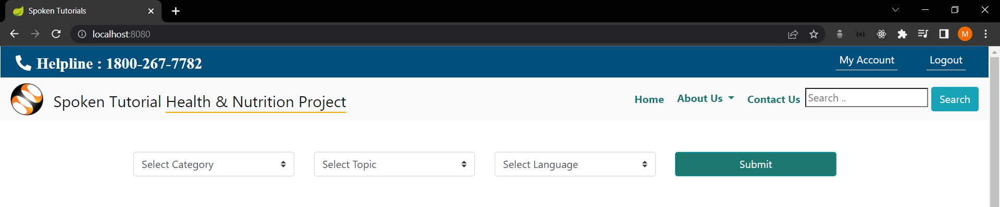 Spoken Tutorials
localhost:8080
M
Helpline : 1800-267-7782
My Account
Logout
Spoken Tutorial Health & Nutrition Project
Home
About Us
Contact Us
Search ..
Search
Select Category
Select Topic
Select Language
Submit